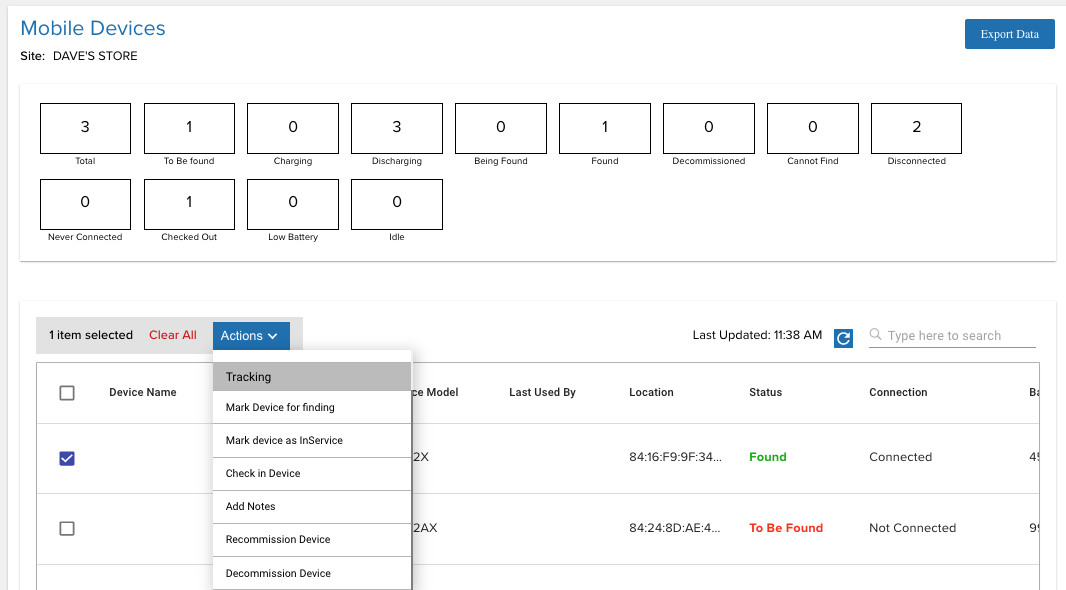 Mobile Devices
Export Data
Site: DAVE'S STORE
3 1 0 3 0 1 0 0 2
Total To Be found Charging Discharging Being Found Found Decommissioned Cannot Find Disconnected
0 1 0 0
Never Connected Checked Out Low Battery Idle
1 item selected Clear All Actions Last Updated: 11:38 AM Type here to search
Tracking
Device Name ce Model Last Used By Location Status Connection Ba
Mark Device for finding
Mark device as InService
2X 84:16:F9:9F:34... Found Connected 45
Check in Device
Add Notes
2AX 84:24:8D:AE:4... To Be Found Not Connected 99
Recommission Device
Decommission Device